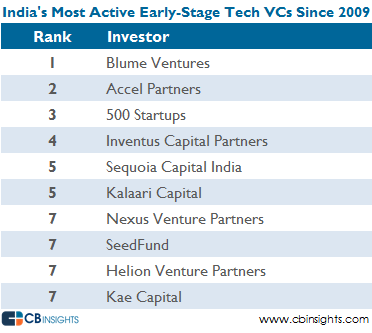 India's Most Active Early-Stage Tech VCs Since 2009
Rank Investor
1 Blume Ventures
2 Accel Partners
3 500 Startups
4 Inventus Capital Partners
5 Sequoia Capital India
5 Kalaari Capital
7 Nexus Venture Partners
7 SeedFund
7 Helion Venture Partners
7 Kae Capital
CBINSIGHTS www.cbinsights.com